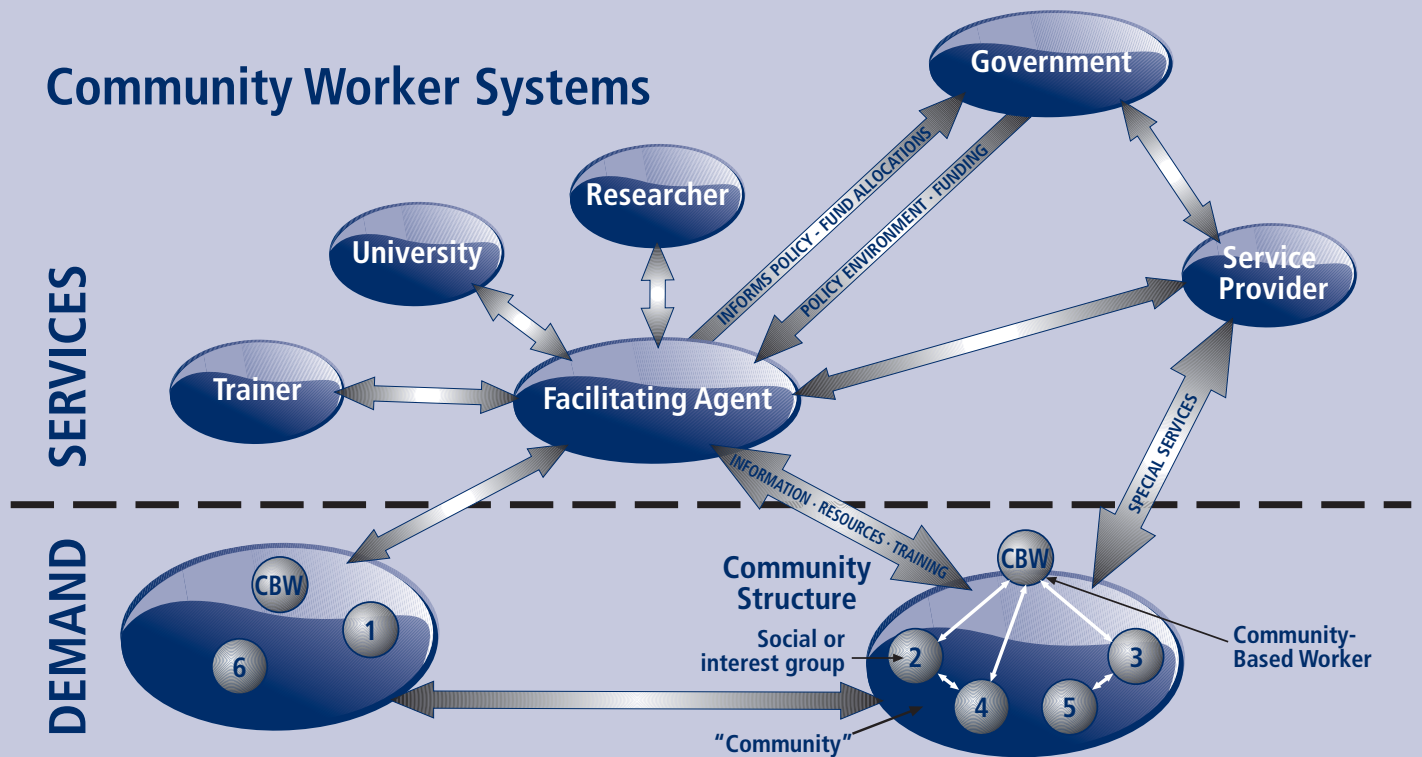 Community Worker Systems
Government
Researcher
University
Service
Provider
INFORMS POLICY - FUND ALLOCATIONS
POLICY ENVIRONMENT · FUNDING
SERVICES
Trainer
Facilitating Agent
SPECIAL SERVICES
INFORMATION · RESOURCES · TRAINING
DEMAND
CBW
1
6
Community
Structure
CBW
Social or
interest group
2
3
4
5
Community-
Based Worker
“Community”